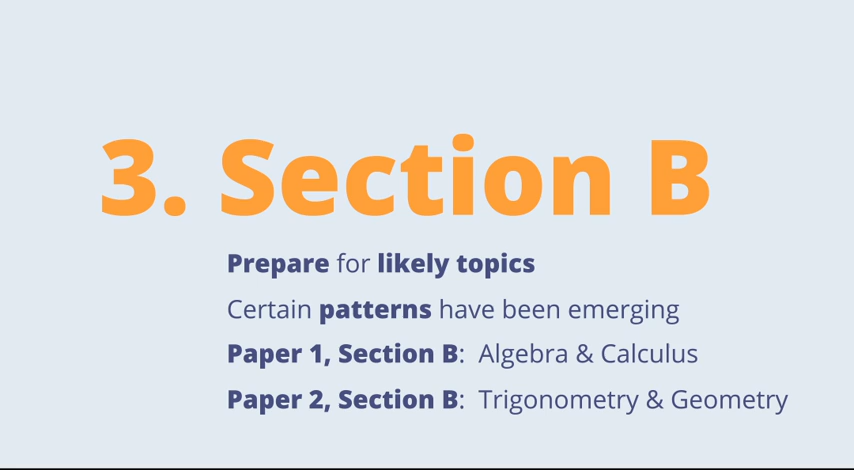 3. Section B
Prepare for likely topics
Certain patterns have been emerging
Paper 1, Section B: Algebra & Calculus
Paper 2, Section B: Trigonometry & Geometry